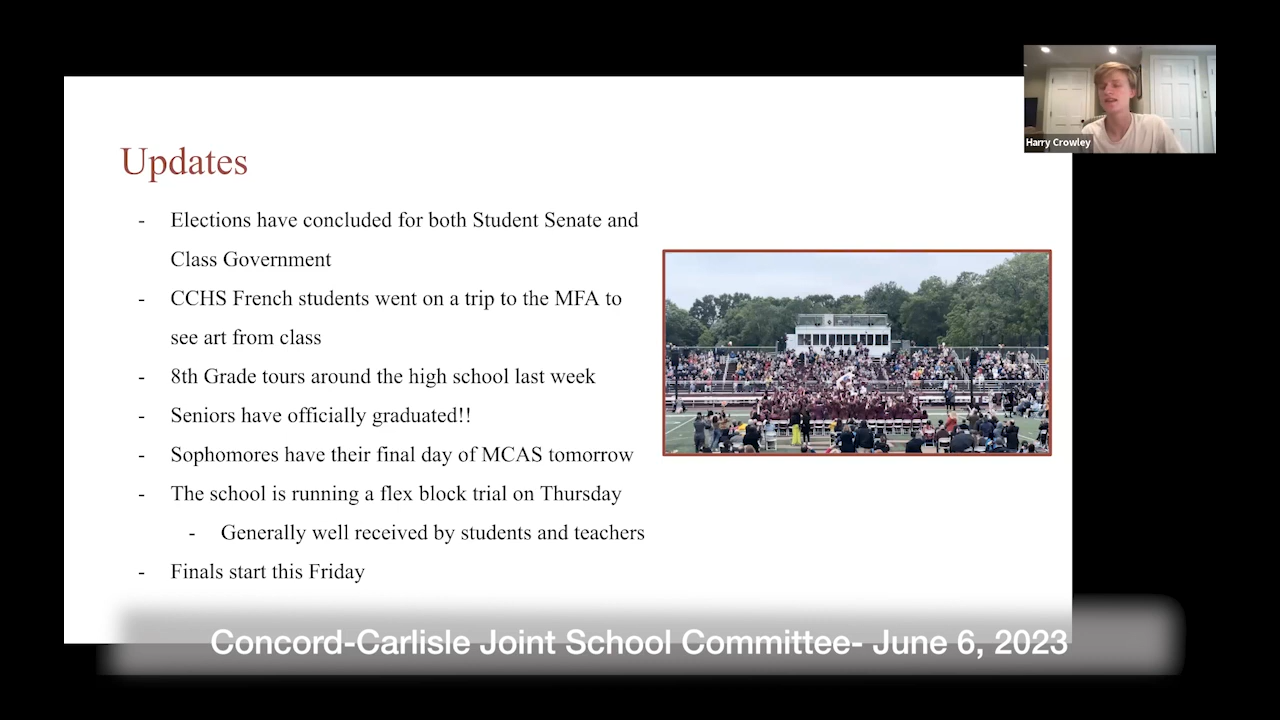 Harry Crowley
Updates
- Elections have concluded for both Student Senate and
Class Government
- CCHS French students went on a trip to the MFA to
see art from class
- 8th Grade tours around the high school last week
- Seniors have officially graduated!!
- Sophomores have their final day of MCAS tomorrow
- The school is running a flex block trial on Thursday
- Generally well received by students and teachers
- Finals start this Friday
Concord-Carlisle Joint School Committee- June 6, 2023